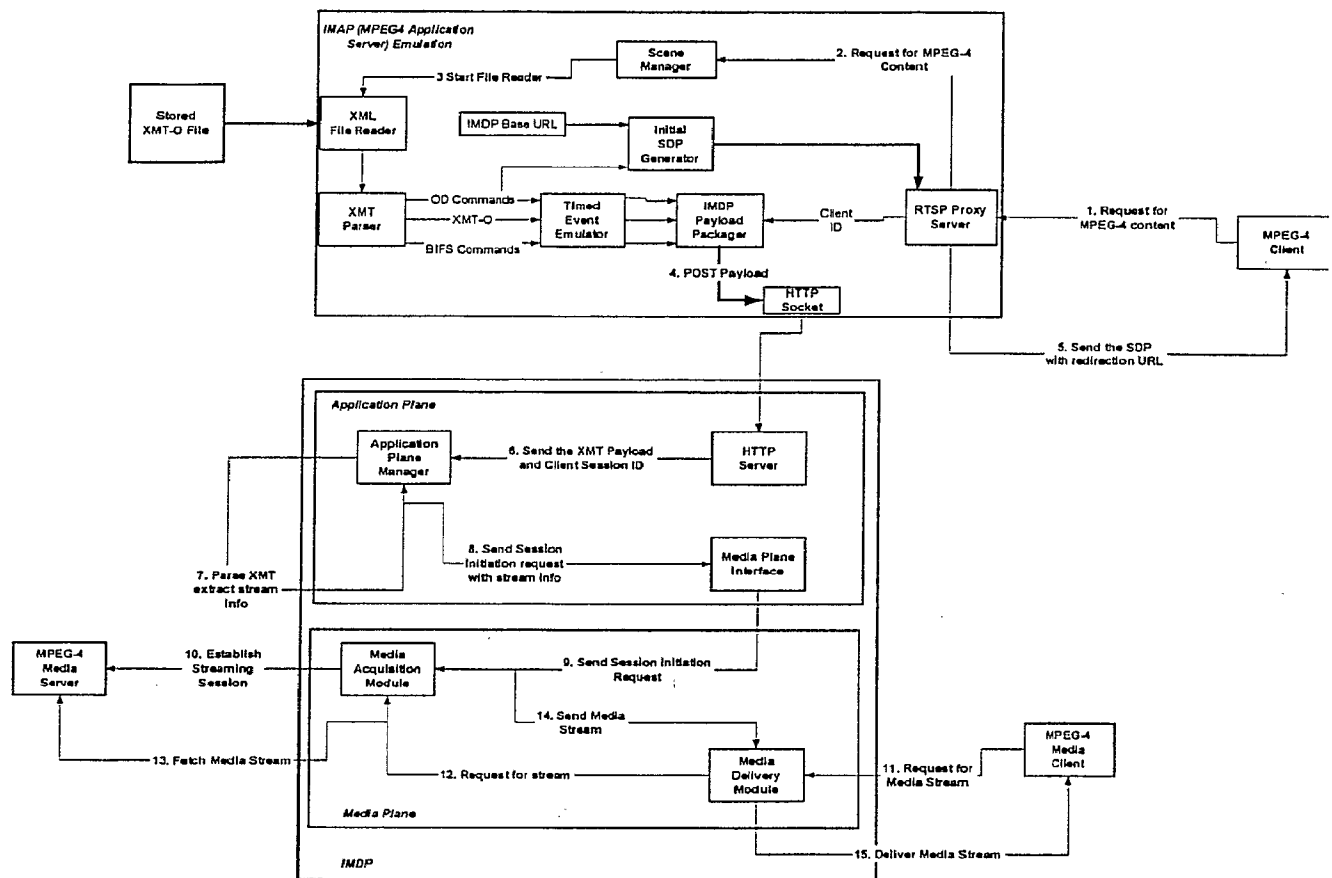 IMAP (MPEG4 Application
Server) Emulation
Scene
Manager
2. Request for MPEG-4
Content
3 Start File Reader
Stored
XMT-O File
XML
File Reader
IMDP Base URL
Initial
SDP
Generator
XMT
Parser
OD Commands
XMT-O
BIFS Commands
Timed
Event
Emulator
IMDP
Payload
Packager
Client
ID
RTSP Proxy
Server
1. Request for
MPEG-4 content
MPEG-4
Client
4. POST Payload
HTTP
Socket
5. Send the SDP
with redirection URL
Application Plane
Application
Plane
Manager
6. Send the XMT Payload
and Client Session ID
HTTP
Server
7. Parse XMT
extract stream
Info
8. Send Session
Initiation request
with stream Info
Media Plane
Interface
MPEG-4
Media
Server
10. Establish
Streaming
Session
Media
Acquisition
Module
9. Send Session Initiation
Request
14. Send Media
Stream
13. Fetch Media Stream
12. Request for stream
Media
Delivery
Module
11. Request for
Media Stream
MPEG-4
Media
Client
Media Plane
15. Deliver Media Stream
IMDP